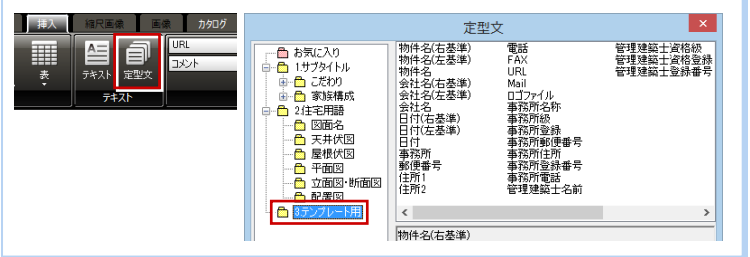 挿入 縮尺画像 画像 カタログ
表 テキスト 定型文 URL
コメント
テキスト
定型文
お気に入り
1.サブタイトル
こだわり
家族構成
2.住宅用語
図面名
天井伏図
屋根伏図
平面図
立面図・断面図
配置図
3.テンプレート用
物件名(右基準)
物件名(左基準)
物件名
会社名(右基準)
会社名(左基準)
会社名
日付(右基準)
日付(左基準)
日付
事務所
郵便番号
住所1
住所2
電話
FAX
URL
Mail
ロゴファイル
事務所名称
事務所級
事務所登録
事務所郵便番号
事務所住所
事務所登録番号
事務所電話
管理建築士名前
管理建築士資格級
管理建築士資格登録
管理建築士登録番号
物件名(右基準)